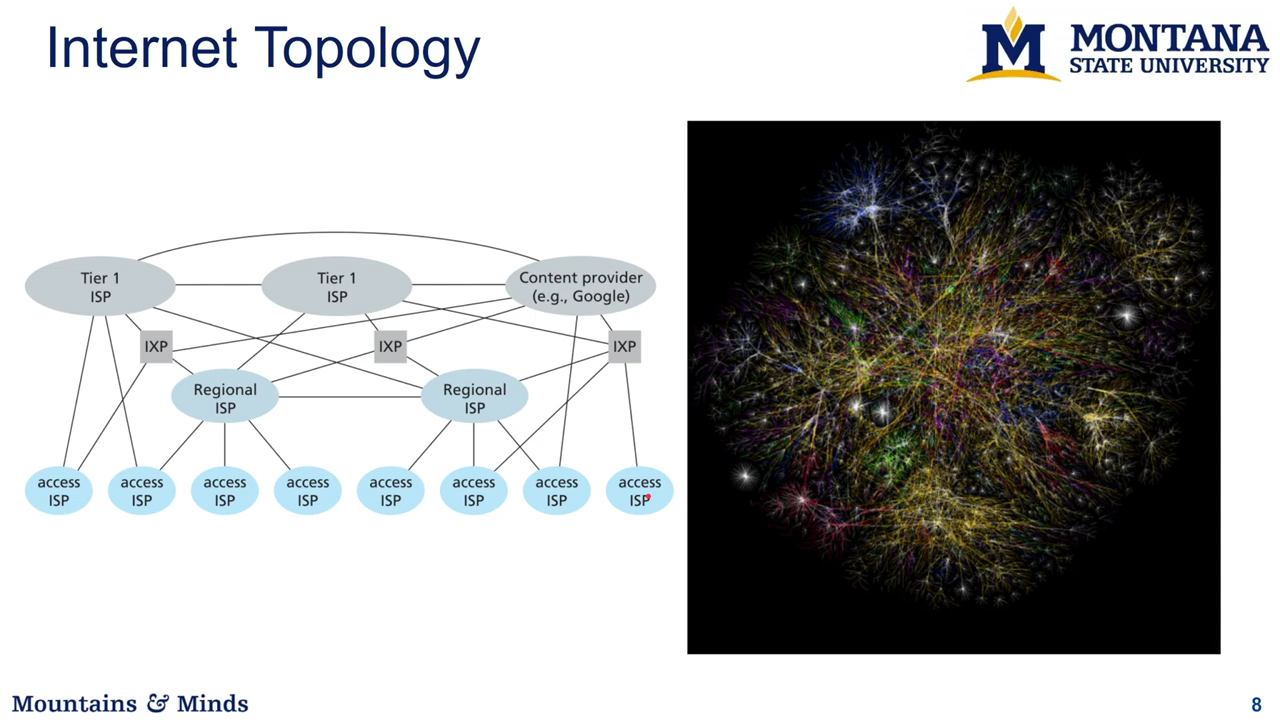 Internet Topology
MONTANA
STATE UNIVERSITY
Tier 1
ISP
Tier 1
ISP
Content provider
(e.g., Google)
IXP
IXP
IXP
Regional
ISP
Regional
ISP
access
ISP
access
ISP
access
ISP
access
ISP
access
ISP
access
ISP
access
ISP
access
ISP
Mountains & Minds
8